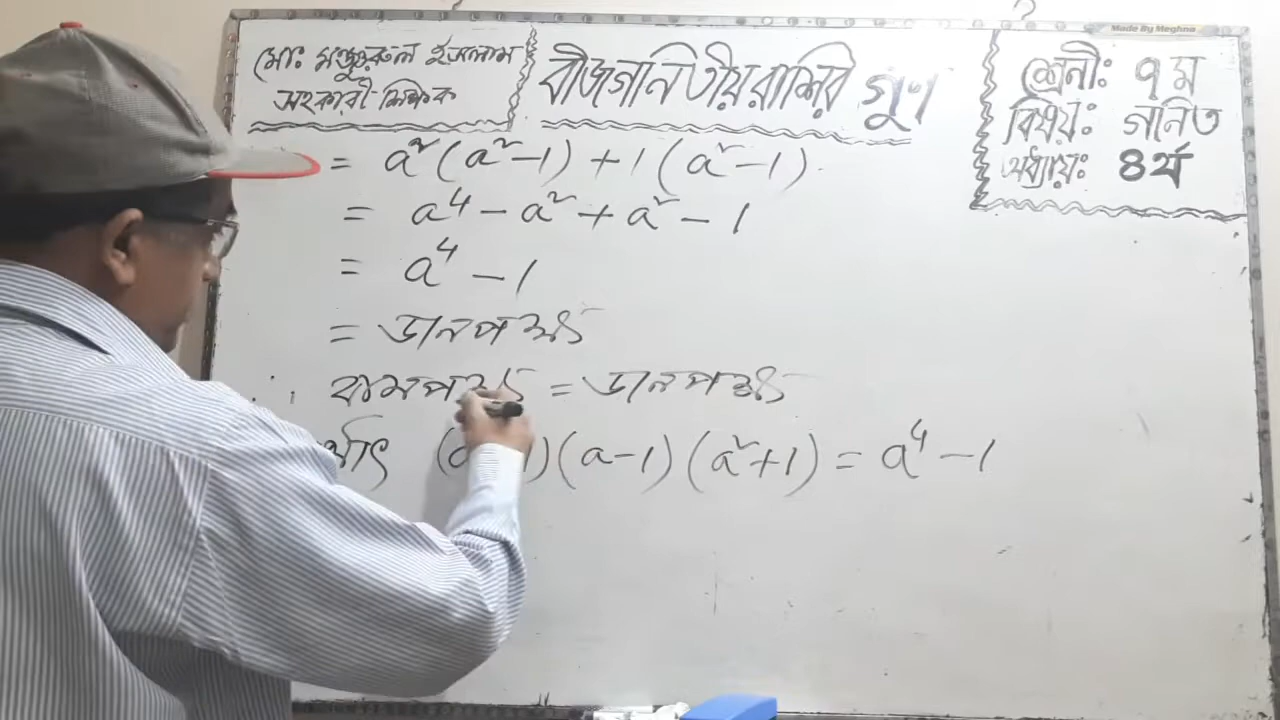 মোঃ মঞ্জুরুল ইসলাম
সহকারী শিক্ষক
বীজগানিতীয় রাশির গুণ
শ্রেনীঃ ৭ম
বিষয়ঃ গনিত
অধ্যায়ঃ ৪র্থ
Made By Meghna
= a² (a² - 1) + 1 (a² - 1)
= a⁴ - a² + a² - 1
= a⁴ - 1
= ডানপক্ষ
∴ বামপক্ষ = ডানপক্ষ
(a - 1) (a² + 1) = a⁴ - 1